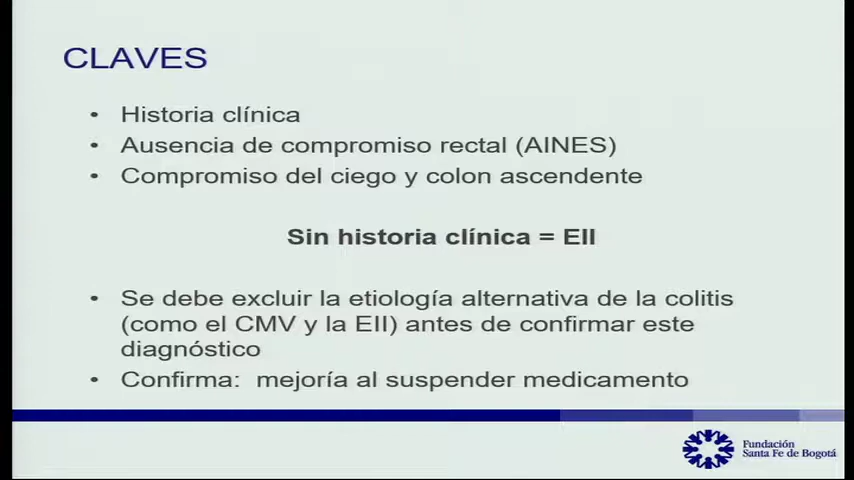 CLAVES
• Historia clínica
• Ausencia de compromiso rectal (AINES)
• Compromiso del ciego y colon ascendente
Sin historia clínica = EII
• Se debe excluir la etiología alternativa de la colitis
(como el CMV y la EII) antes de confirmar este
diagnóstico
• Confirma: mejoría al suspender medicamento
Fundación
Santa Fe de Bogotá